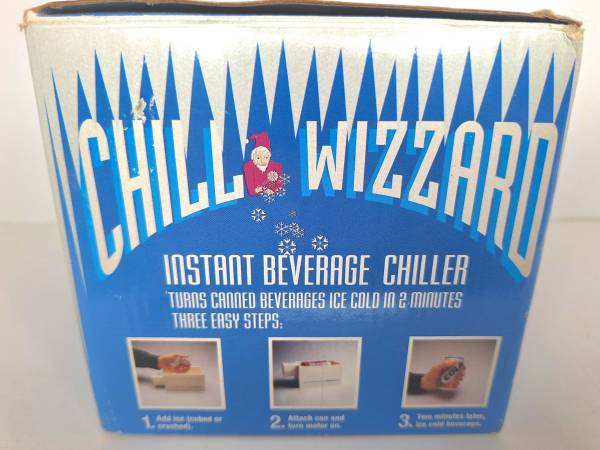 CHILL WIZZARD
INSTANT BEVERAGE CHILLER
TURNS CANNED BEVERAGES ICE COLD IN 2 MINUTES
THREE EASY STEPS:
1. Add ice (cubed or
crushed).
2. Attach can and
turn motor on.
3. Two minutes later,
ice cold beverage.